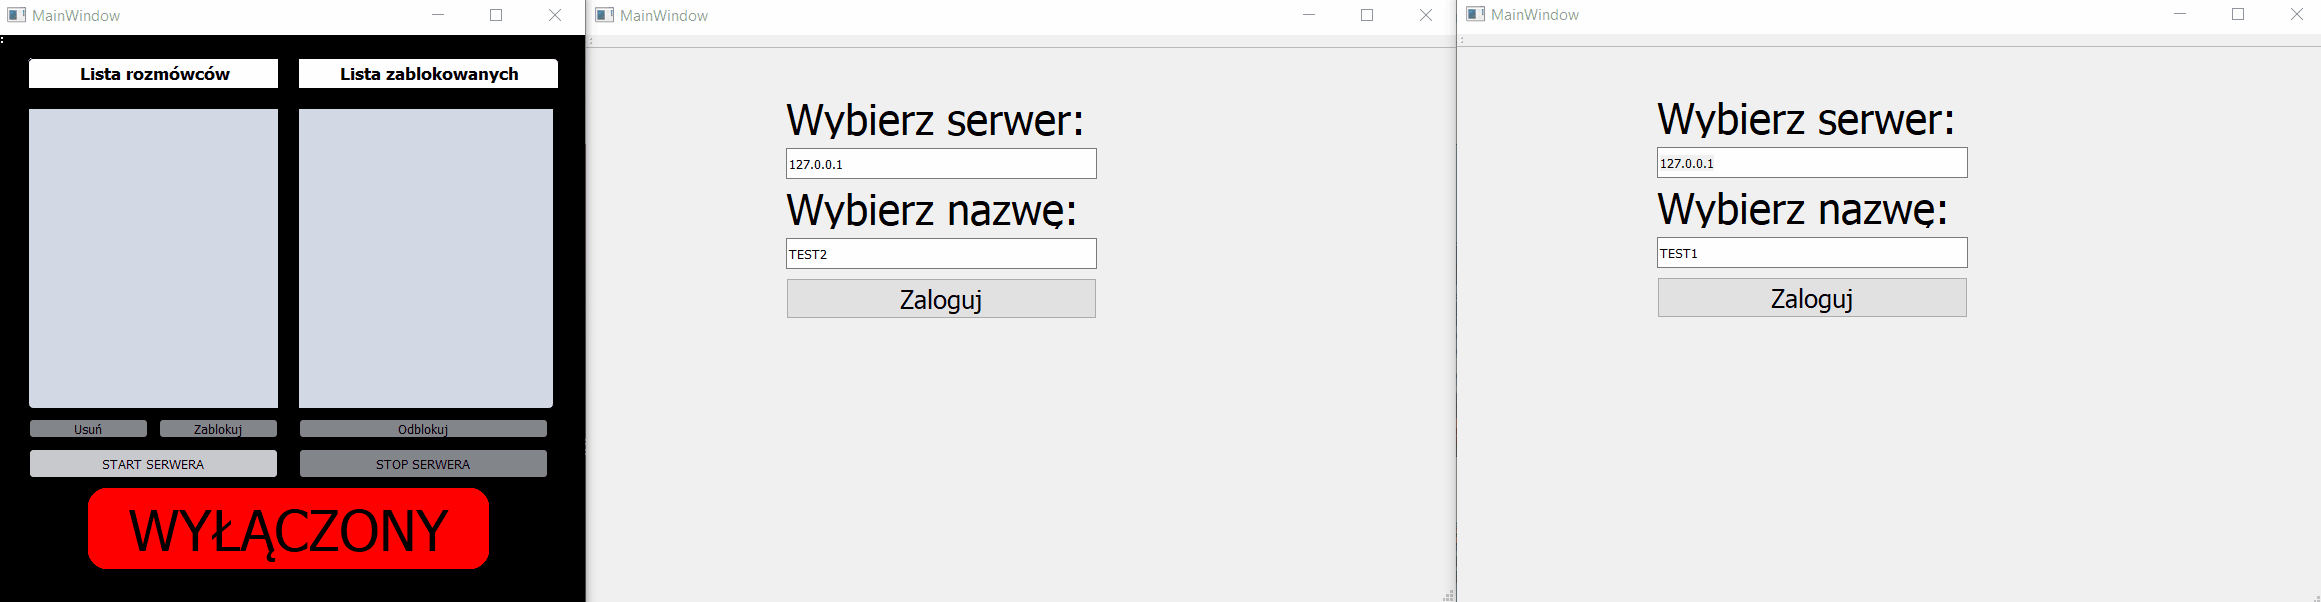 MainWindow
Lista rozmówców
Lista zablokowanych
Usuń
Zablokuj
Odblokuj
START SERWERA
STOP SERWERA
WYŁĄCZONY
MainWindow
Wybierz serwer:
127.0.0.1
Wybierz nazwę:
TEST2
Zaloguj
MainWindow
Wybierz serwer:
127.0.0.1
Wybierz nazwę:
TEST1
Zaloguj